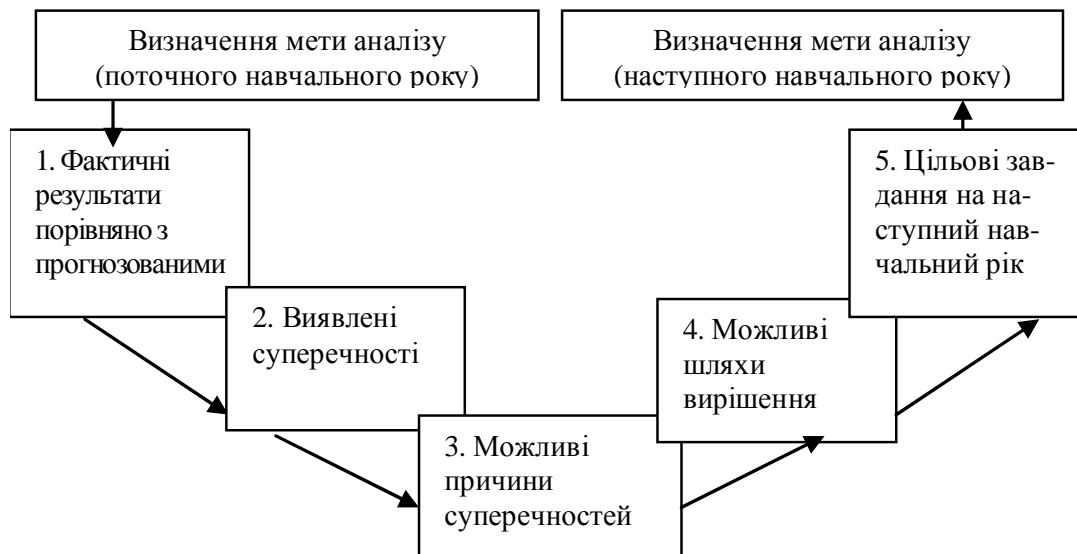 Визначення мети аналізу
(поточного навчального року)
Визначення мети аналізу
(наступного навчального року)
1. Фактичні
результати
порівняно з
прогнозованими
2. Виявлені
суперечності
3. Можливі
причини
суперечностей
4. Можливі
шляхи
вирішення
5. Цільові зав-
дання на на-
ступний нав-
чальний рік